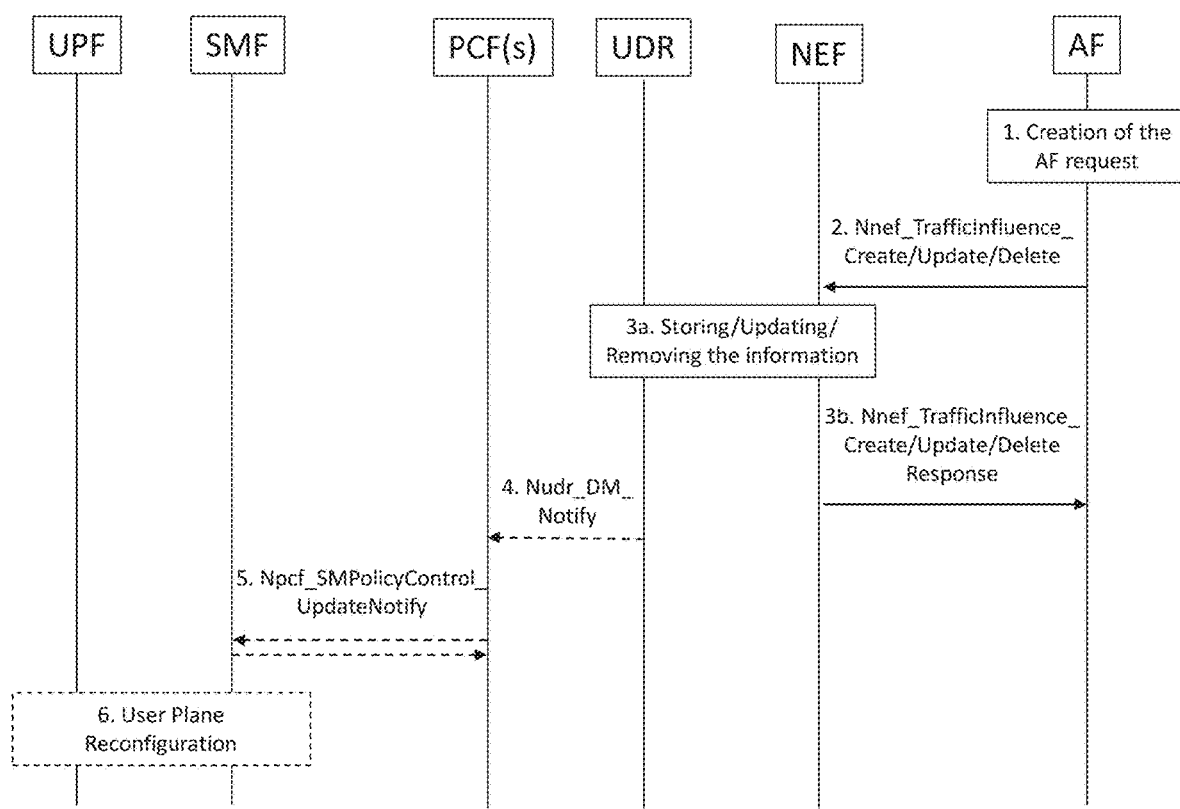 UPF
SMF
PCF(s)
UDR
NEF
AF
1. Creation of the
AF request
2. Nnef_TrafficInfluence_
Create/Update/Delete
3a. Storing/Updating/
Removing the information
3b. Nnef_TrafficInfluence_
Create/Update/Delete
Response
4. Nudr_DM_
Notify
5. Npcf_SMPolicyControl_
UpdateNotify
6. User Plane
Reconfiguration